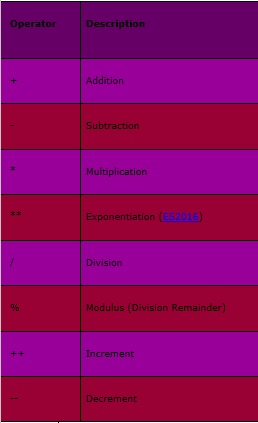 Operator Description
+ Addition
- Subtraction
* Multiplication
** Exponentiation (ES2016)
/ Division
% Modulus (Division Remainder)
++ Increment
-- Decrement